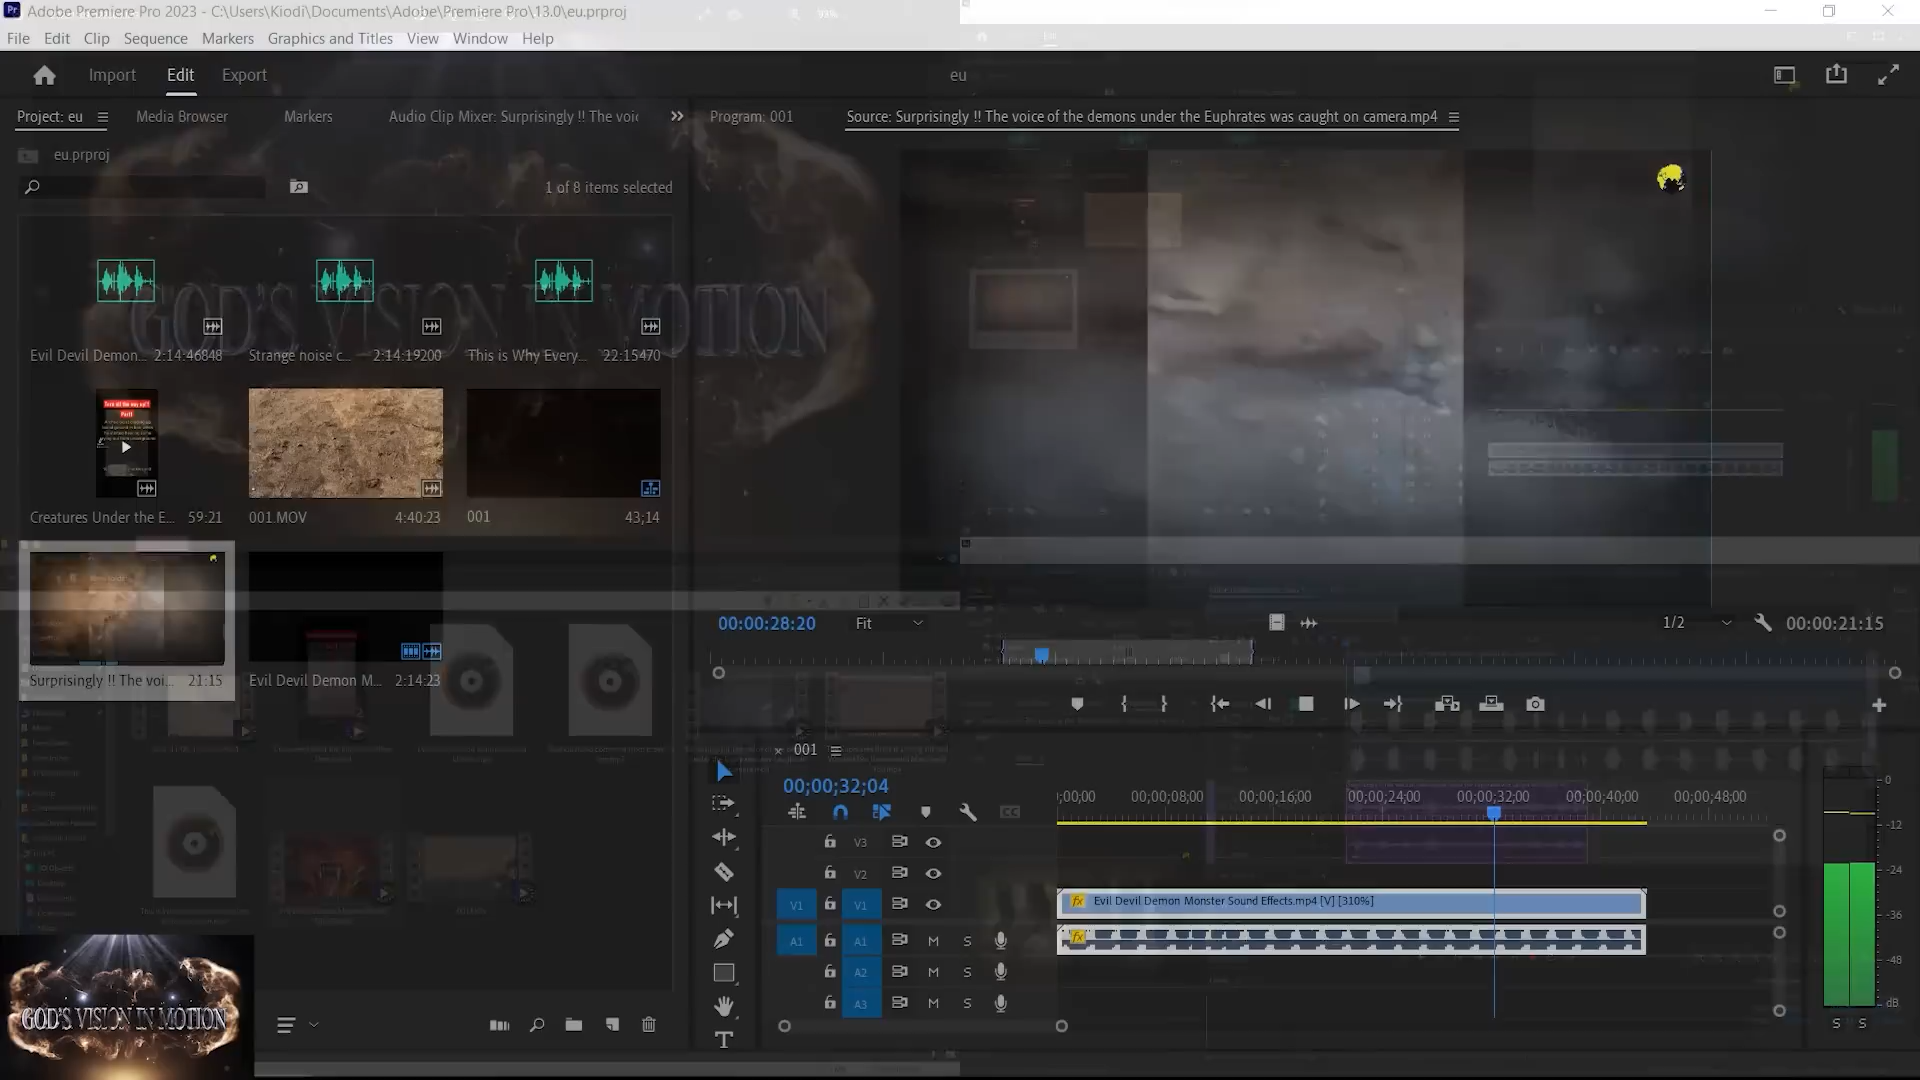 Adobe Premiere Pro 2023 - C:\Users\Kiodi\Documents\Adobe\Premiere Pro\13.0\eu.prproj
File Edit Clip Sequence Markers Graphics and Titles View Window Help
Import Edit Export
eu
Project: eu
Media Browser
Markers
Audio Clip Mixer: Surprisingly !! The voic
Program: 001
Source: Surprisingly !! The voice of the demons under the Euphrates was caught on camera.mp4
eu.prproj
1 of 8 items selected
GOD'S VISION IN MOTION
Evil Devil Demon... 2:14:46848
Strange noise c... 2:14:19200
This is Why Every... 22:15470
Creatures Under the E... 59:21
001.MOV 4:40:23
001 43;14
Surprisingly !! The voi... 21:15
Evil Devil Demon M... 2:14:23
00:00:28:20
Fit
1/2
00:00:21:15
001
00;00;32;04
;00;00 00;00;08;00 00;00;16;00 00;00;24;00 00;00;32;00 00;00;40;00 00;00;48;00
V3
V2
V1 V1
Evil Devil Demon Monster Sound Effects.mp4 [V] [310%]
A1 A1 M S
A2 M S
A3 M S
0
-12
-24
-36
-48
dB
S S
GOD'S VISION IN MOTION